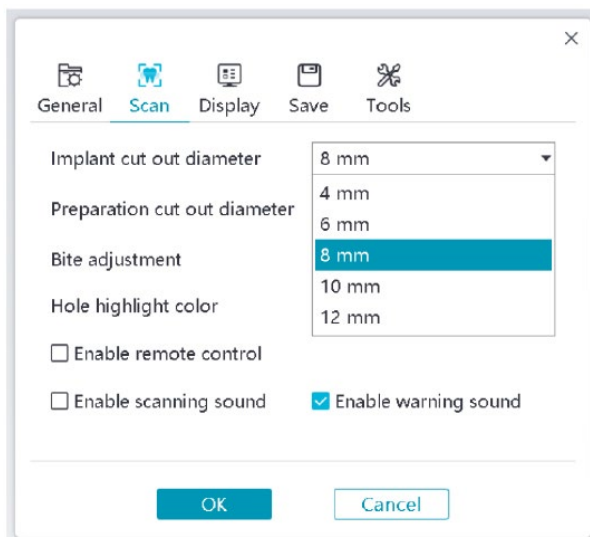 General Scan Display Save Tools
Implant cut out diameter 8 mm
4 mm
Preparation cut out diameter
6 mm
Bite adjustment 8 mm
10 mm
Hole highlight color
12 mm
Enable remote control
Enable scanning sound Enable warning sound
OK Cancel